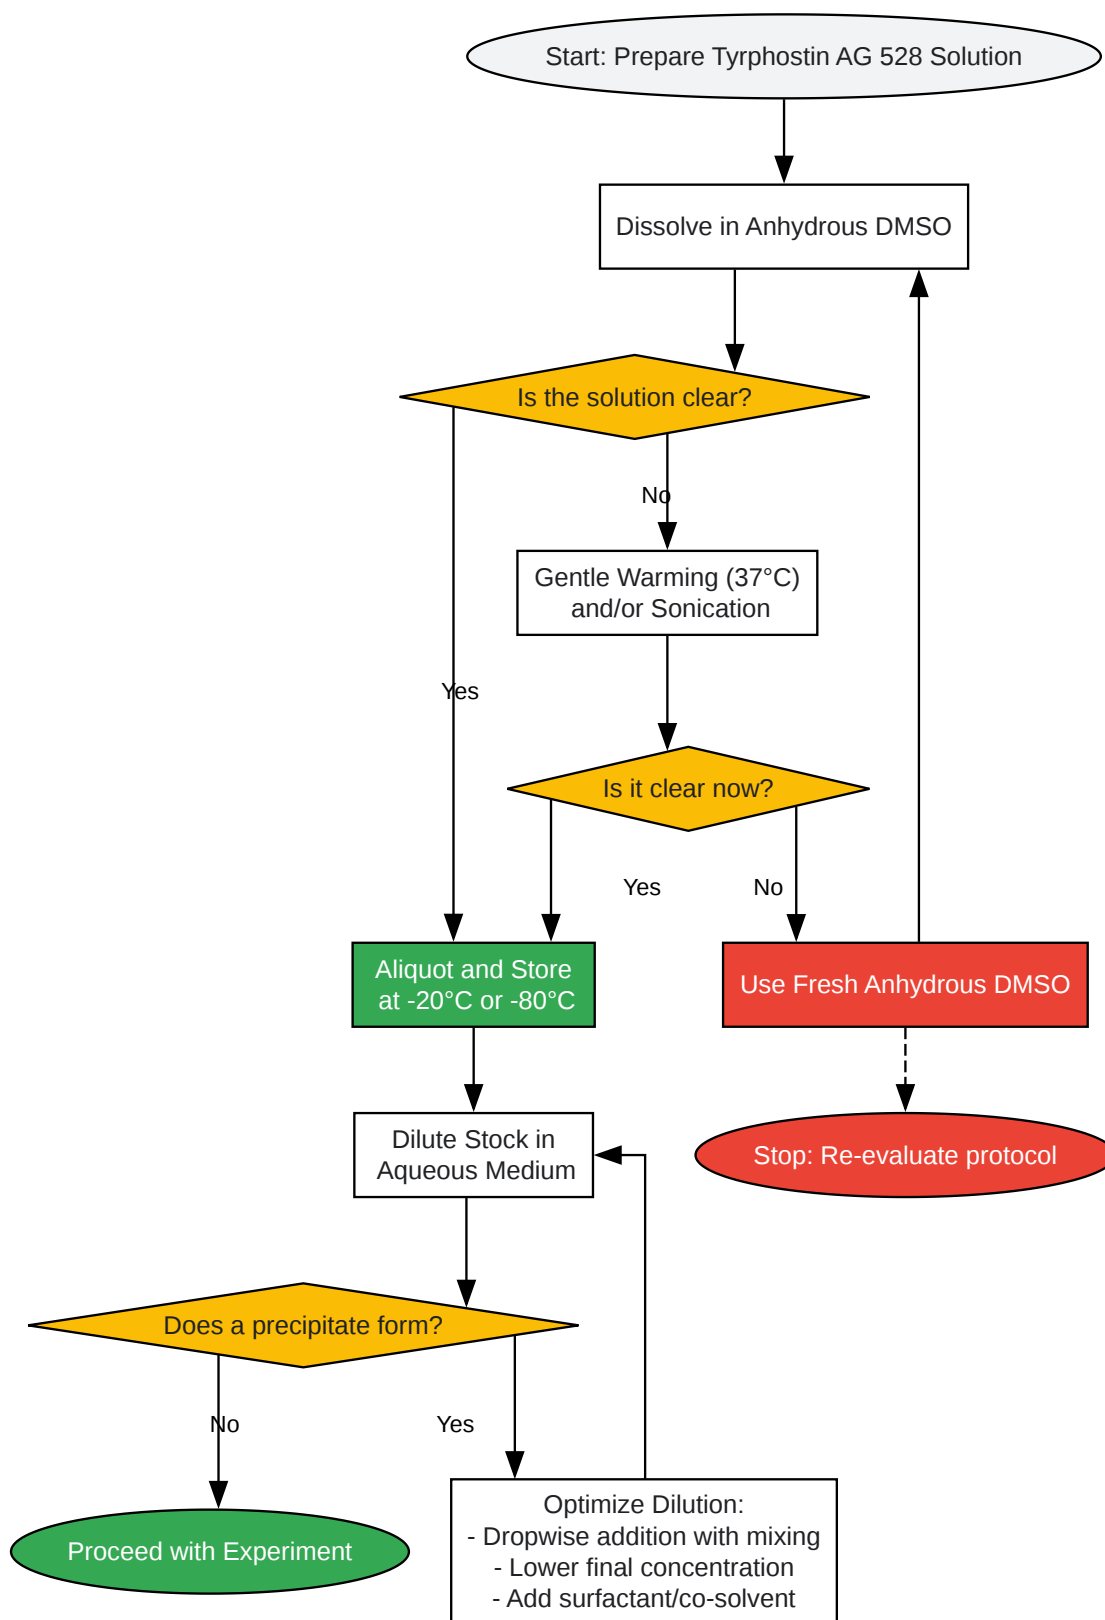 Start: Prepare Tyrphostin AG 528 Solution
Dissolve in Anhydrous DMSO
Is the solution clear?
No
Gentle Warming (37°C)
and/or Sonication
Yes
Is it clear now?
Yes
No
Aliquot and Store
at -20°C or -80°C
Use Fresh Anhydrous DMSO
Dilute Stock in
Aqueous Medium
Stop: Re-evaluate protocol
Does a precipitate form?
No
Yes
Optimize Dilution:
- Dropwise addition with mixing
- Lower final concentration
- Add surfactant/co-solvent
Proceed with Experiment